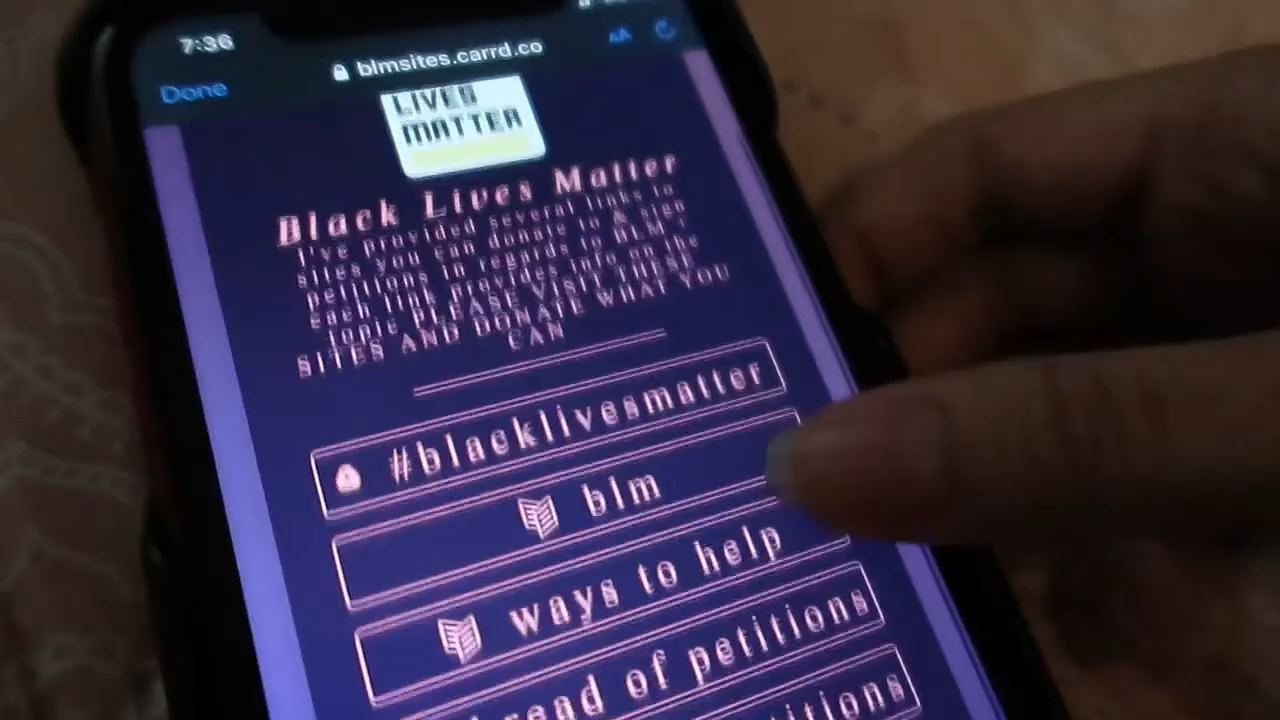 7:36
Done
blmsites.carrd.co
AA
LIVES
MATTER
Black Lives Matter
I've provided several links to
sites you can donate to & sign
petitions in regards to BLM,
each link provides info on the
topic PLEASE VISIT THESE
SITES AND DONATE WHAT YOU
CAN
#blacklivesmatter
blm
ways to help
of petitions